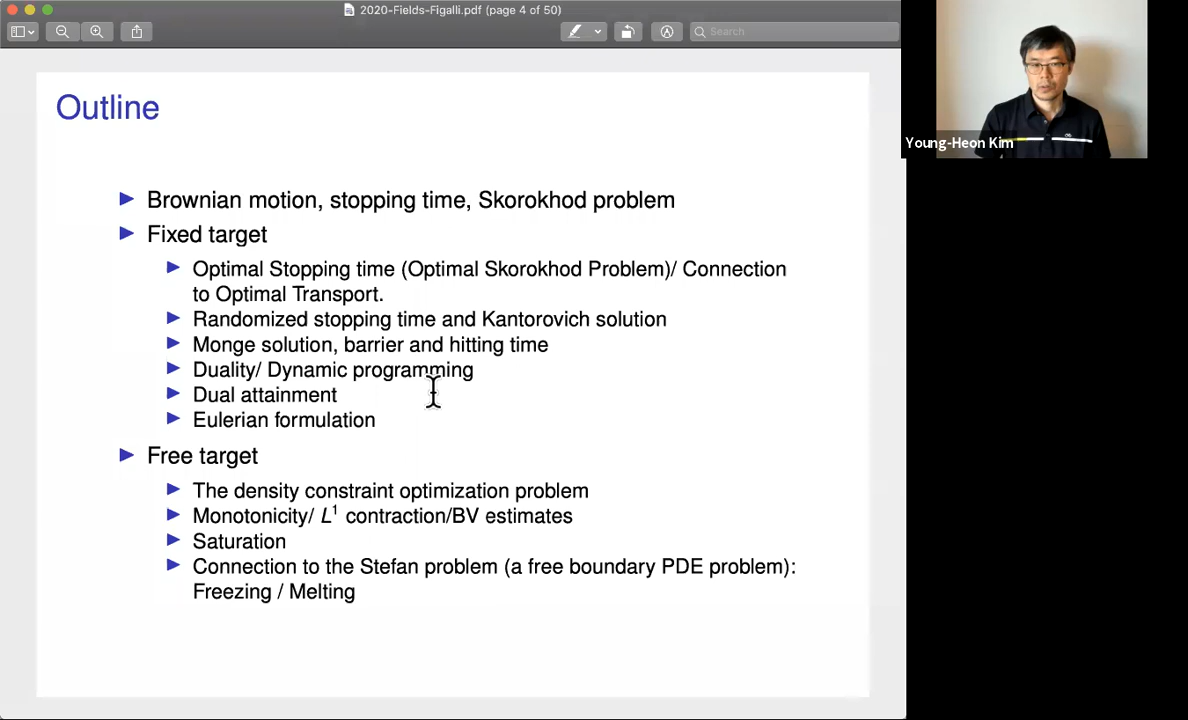 2020-Fields-Figalli.pdf (page 4 of 50)
Search
Outline
Brownian motion, stopping time, Skorokhod problem
Fixed target
Optimal Stopping time (Optimal Skorokhod Problem)/ Connection
to Optimal Transport.
Randomized stopping time and Kantorovich solution
Monge solution, barrier and hitting time
Duality/ Dynamic programming
Dual attainment
Eulerian formulation
Free target
The density constraint optimization problem
Monotonicity/ L¹ contraction/BV estimates
Saturation
Connection to the Stefan problem (a free boundary PDE problem):
Freezing / Melting
Young-Heon Kim